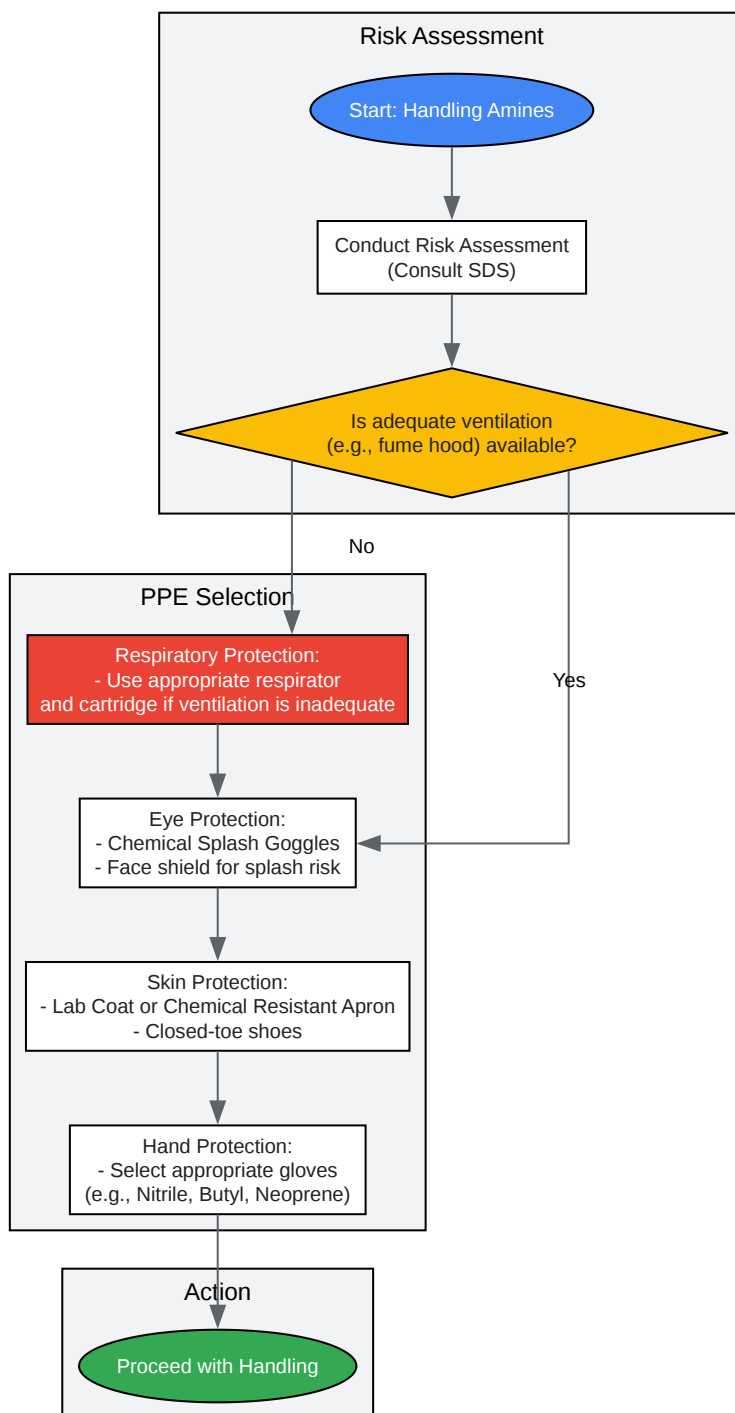 Risk Assessment
Start: Handling Amines
Conduct Risk Assessment
(Consult SDS)
Is adequate ventilation
(e.g., fume hood) available?
No
PPE Selection
Respiratory Protection:
- Use appropriate respirator
and cartridge if ventilation is inadequate
Yes
Eye Protection:
- Chemical Splash Goggles
- Face shield for splash risk
Skin Protection:
- Lab Coat or Chemical Resistant Apron
- Closed-toe shoes
Hand Protection:
- Select appropriate gloves
(e.g., Nitrile, Butyl, Neoprene)
Action
Proceed with Handling